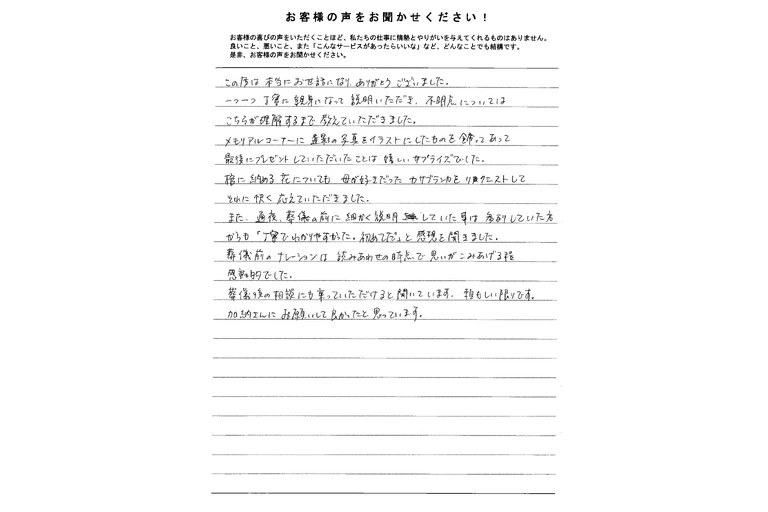 お客様の声をお聞かせください！
お客様の喜びの声をいただくことほど、私たちの仕事に情熱とやりがいを与えてくれるものはありません。
良いこと、悪いこと、また「こんなサービスがあったらいいな」など、どんなことでも結構です。
是非、お客様の声をお聞かせください。
この度は本当にお世話になり、ありがとうございました。
一つ一つ丁寧に親身になって説明いただき、不明点については
こちらが理解するまで教えていただきました。
メモリアルコーナーに遺影の写真をイラストにしたものを飾ってあって
最後にプレゼントしていただいたことは嬉しいサプライズでした。
棺に納める花についても母が好きだったカサブランカをリクエストして
それに快く応えていただきました。
また、通夜、葬儀の前に細かく説明していた事は参列していた方
からも「丁寧でわかりやすかった。初めてだ」と感想を聞きました。
葬儀前のナレーションは読みあわせの時点で思いがこみあげる程
感動的でした。
葬儀後の相談にも乗っていただけると聞いています。頼もしい限りです。
加納さんにお願いして良かったと思っています。